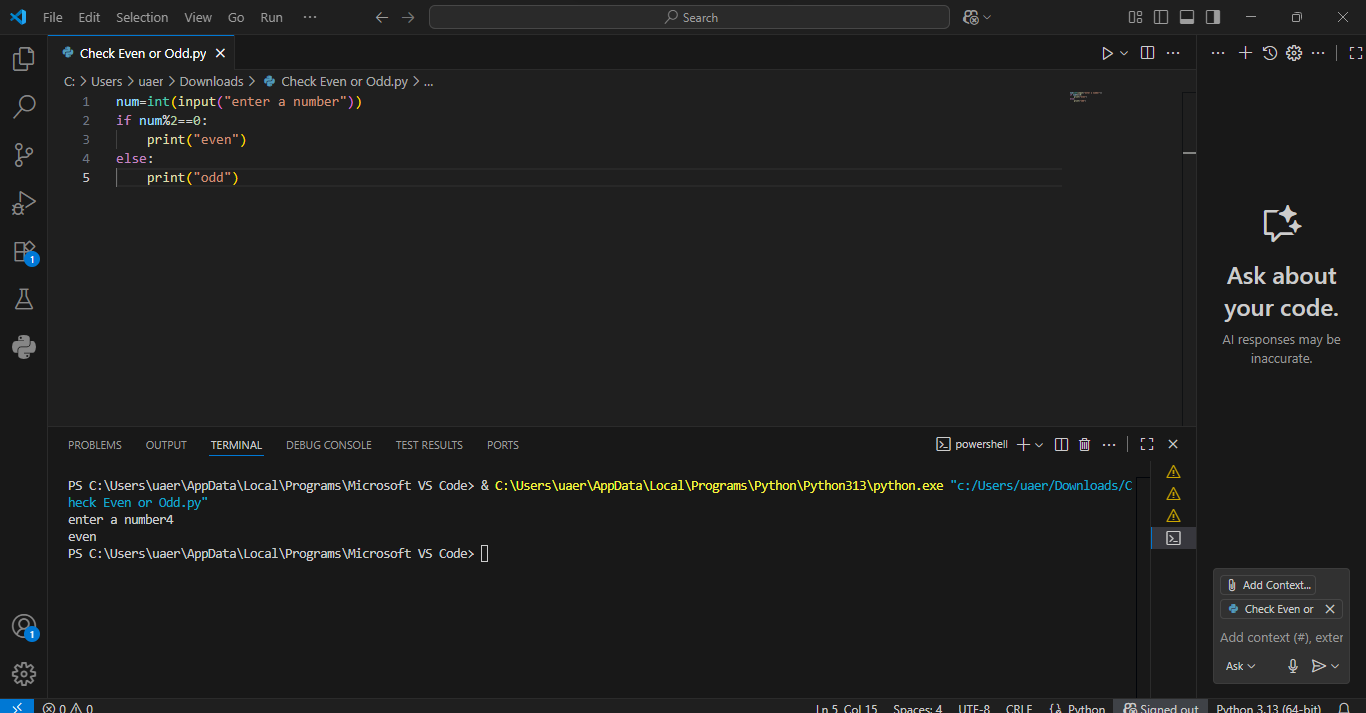 File Edit Selection View Go Run ···
Search
Check Even or Odd.py
C: > Users > uaer > Downloads > Check Even or Odd.py > ...
1 num=int(input("enter a number"))
2 if num%2==0:
3     print("even")
4 else:
5     print("odd")
1
Ask about
your code.
AI responses may be
inaccurate.
PROBLEMS OUTPUT TERMINAL DEBUG CONSOLE TEST RESULTS PORTS
powershell
PS C:\Users\uaer\AppData\Local\Programs\Microsoft VS Code> & C:\Users\uaer\AppData\Local\Programs\Python\Python313\python.exe "c:/Users/uaer/Downloads/C
heck Even or Odd.py"
enter a number4
even
PS C:\Users\uaer\AppData\Local\Programs\Microsoft VS Code>
Add Context...
Check Even or
Add context (#), exter
Ask
1
0 0
Ln 5, Col 15 Spaces: 4 UTF-8 CRLF {} Python Signed out Python 3.13 (64-bit)